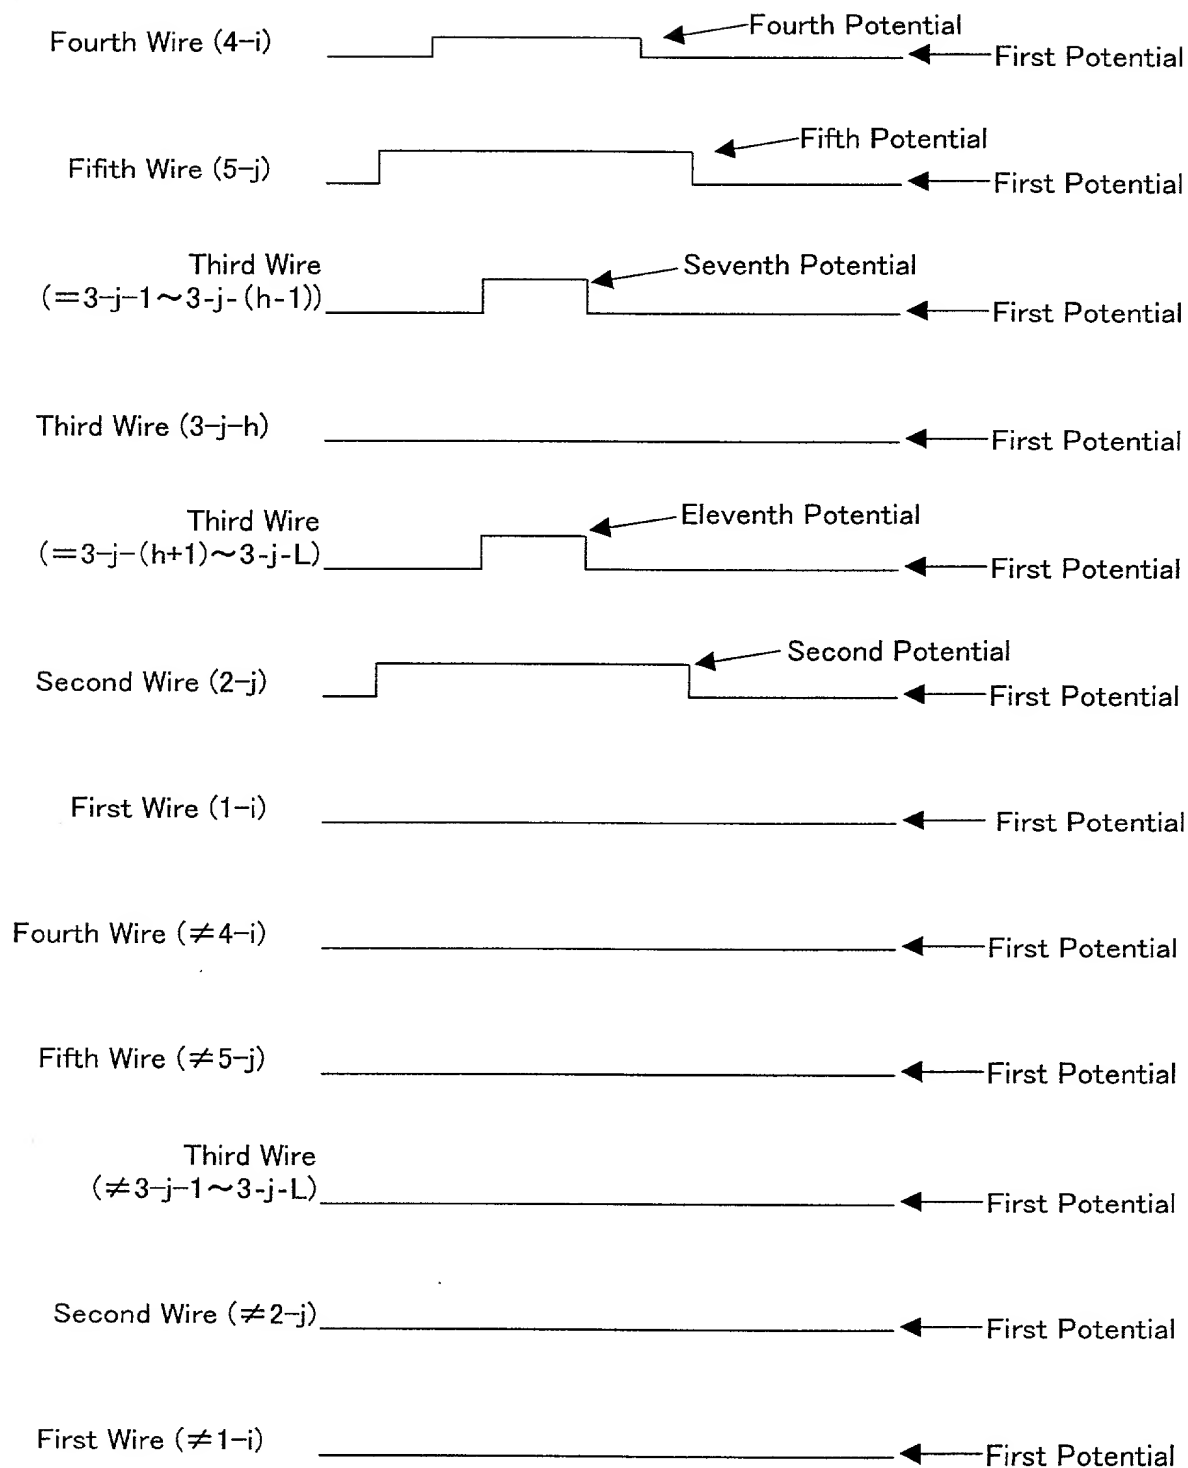 Fourth Wire (4-i)
Fourth Potential
First Potential
Fifith Wire (5-j)
Fifth Potential
First Potential
Third Wire
(=3-j-1~3-j-(h-1))
Seventh Potential
First Potential
Third Wire (3-j-h)
First Potential
Third Wire
(=3-j-(h+1)~3-j-L)
Eleventh Potential
First Potential
Second Wire (2-j)
Second Potential
First Potential
First Wire (1-i)
First Potential
Fourth Wire (≠4-i)
First Potential
Fifth Wire (≠5-j)
First Potential
Third Wire
(≠3-j-1~3-j-L)
First Potential
Second Wire (≠2-j)
First Potential
First Wire (≠1-i)
First Potential